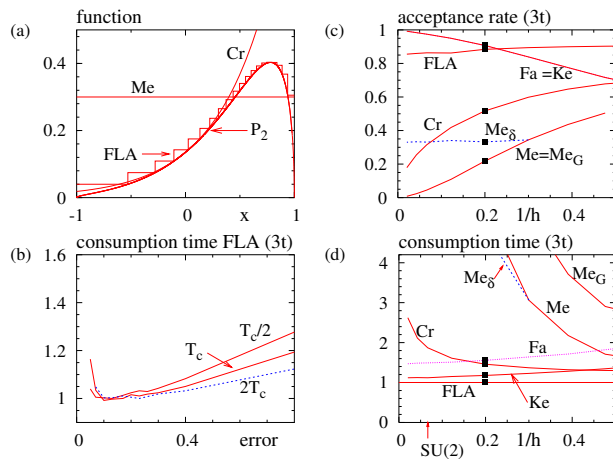 (a) function
0.4
0.2
0
-1 0 x 1
Me
Cr
FLA
P2
(c) acceptance rate (3t)
1
0.8
0.6
0.4
0.2
0
0 0.2 1/h 0.4
FLA
Fa =Ke
Cr
Meδ
Me=MeG
(b) consumption time FLA (3t)
1.6
1.4
1.2
1
0 0.4 error
Tc/2
Tc
2Tc
(d) consumption time (3t)
4
3
2
1
0
0 0.2 1/h 0.4
Meδ
MeG
Me
Cr
Fa
FLA
Ke
SU(2)